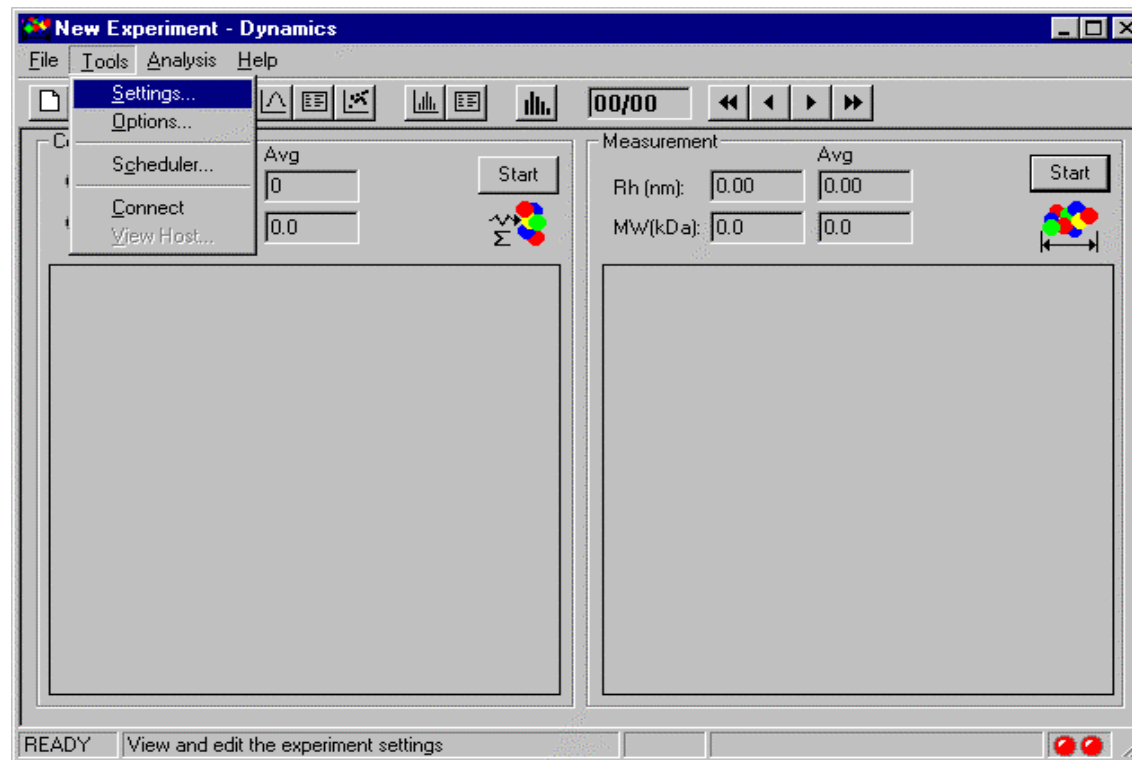 New Experiment - Dynamics
File Tools Analysis Help
Settings...
Options...
Scheduler...
Connect
View Host...
00/00
Avg
0
0.0
Start
Σ
Measurement
Avg
Rh (nm): 0.00 0.00
MW(kDa): 0.0 0.0
Start
READY View and edit the experiment settings